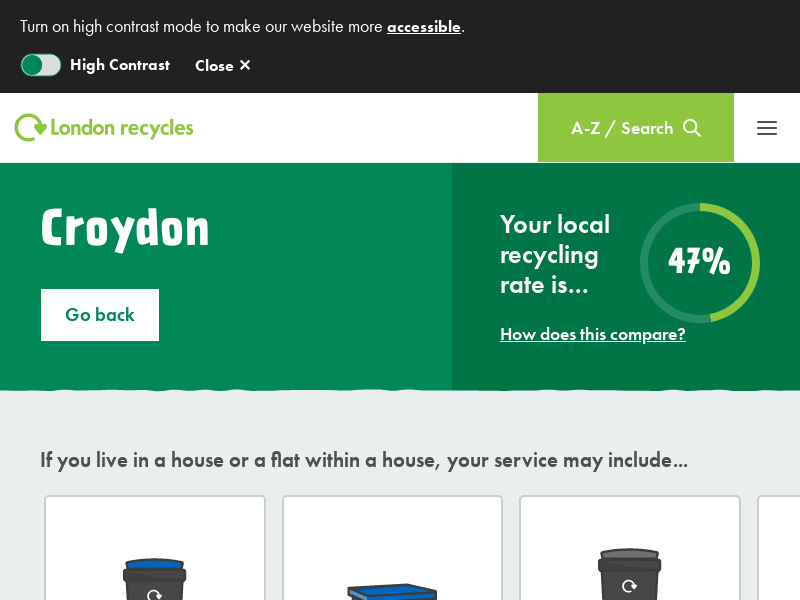 Turn on high contrast mode to make our website more accessible.
High Contrast
Close ✕
London recycles
A-Z / Search
Croydon
Go back
Your local
recycling
rate is...
47%
How does this compare?
If you live in a house or a flat within a house, your service may include...